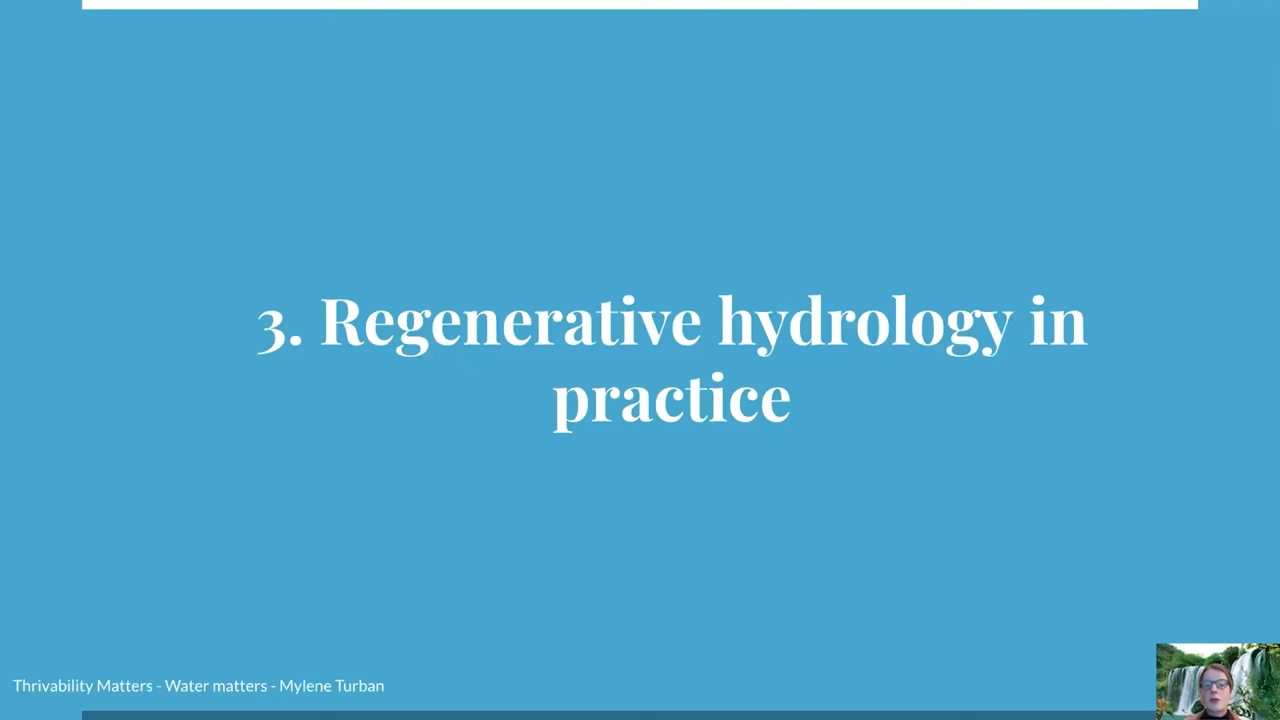 3. Regenerative hydrology in
practice
Thrivability Matters - Water matters - Mylene Turban